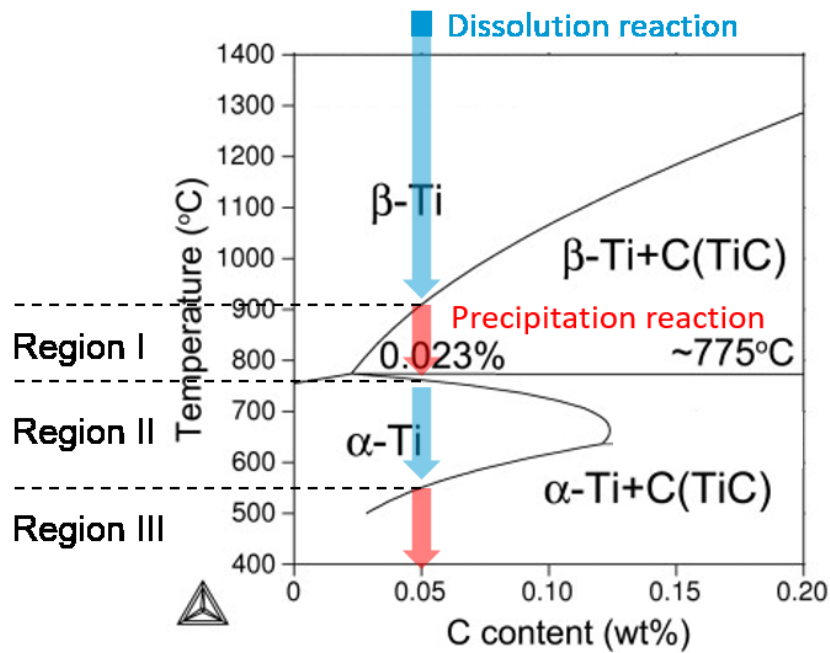 Dissolution reaction
1400
1300
1200
1100
1000
900
800
700
600
500
400
Temperature (°C)
β-Ti
β-Ti+C(TiC)
Precipitation reaction
0.023%
~775°C
Region I
Region II
Region III
α-Ti
α-Ti+C(TiC)
0 0.05 0.10 0.15 0.20
C content (wt%)